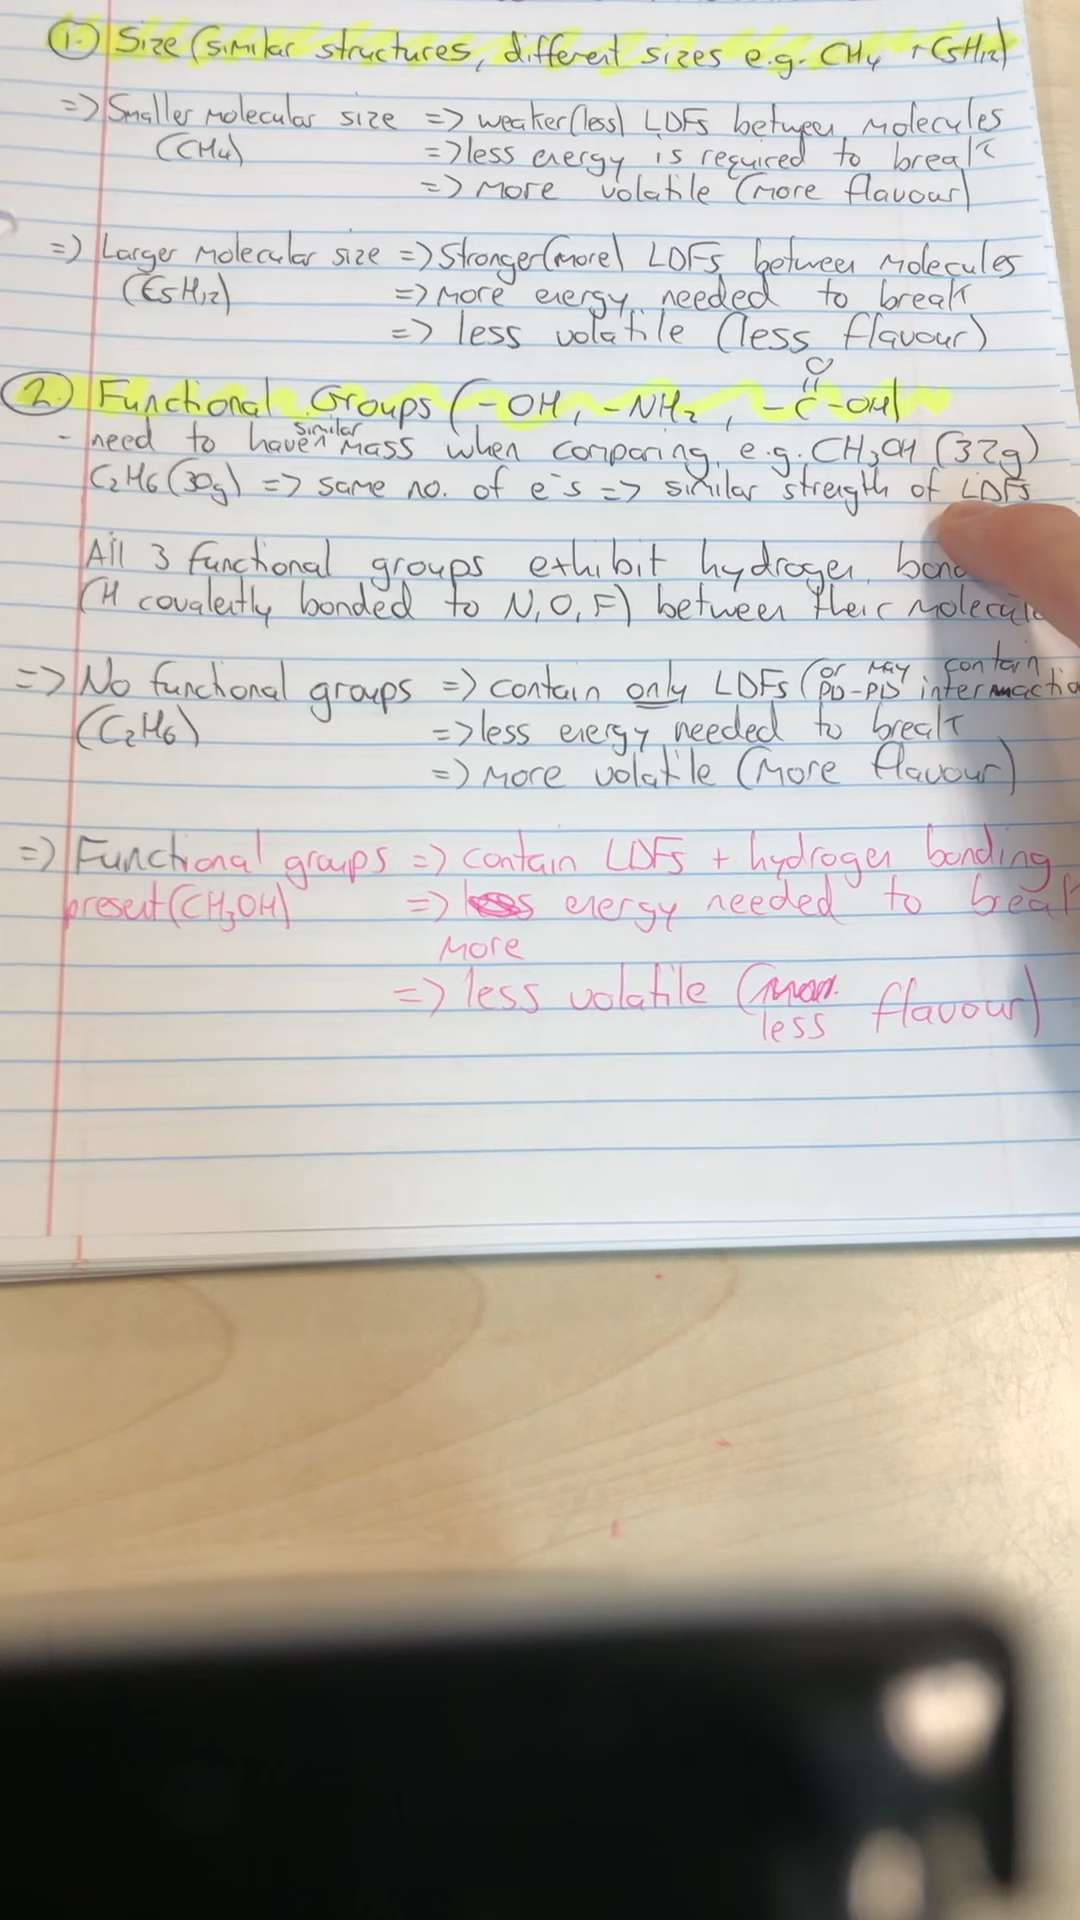 1.) Size (similar structures, different sizes e.g. CH4 + C5H12)
=> Smaller molecular size => weaker (less) LDFs between molecules
(CH4) => less energy is required to break
=> more volatile (more flavour)
=> Larger molecular size => Stronger (more) LDFs between molecules
(C5H12) => more energy needed to break
=> less volatile (less flavour)
O
2.) Functional Groups (-OH, -NH2, -C-OH)
- need to have similar mass when comparing e.g. CH3OH (32g)
C2H6 (30g) => same no. of e-s => similar strength of LDFs
All 3 functional groups exhibit hydrogen
(H covalently bonded to N, O, F) between their
=> No functional groups => contain only LDFs (or may contain
(C2H6) PD-PD
=> less energy needed to break
=> more volatile (more flavour)
=> Functional groups => contain LDFs + hydrogen bonding
present (CH3OH) => less energy needed to break
more
=> less volatile (more flavour)
less